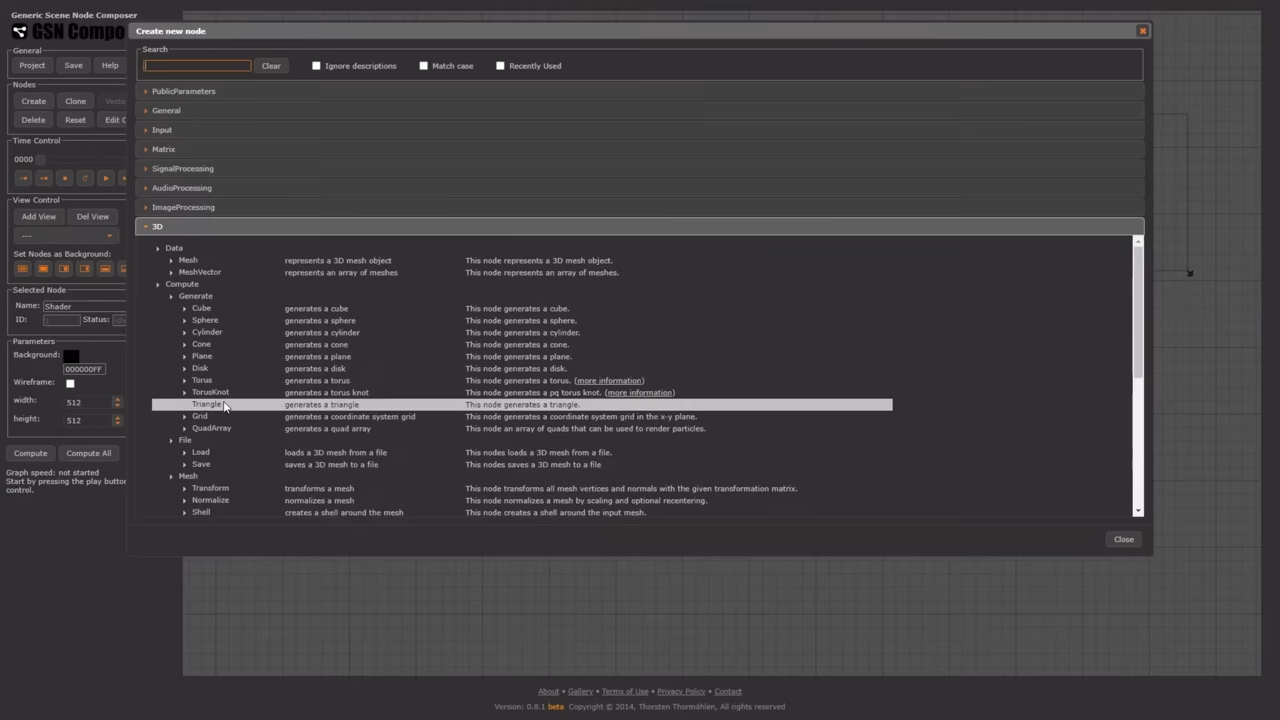 Generic Scene Node Composer
GSN Compo
General
Project Save Help
Nodes
Create Clone Vecto
Delete Reset Edit C
Time Control
0000
View Control
Add View Del View
---
Set Nodes as Background:
Selected Node
Name: Shader
ID: 1 Status: idle
Parameters
Background:
000000FF
Wireframe:
width: 512
height: 512
Compute Compute All
Graph speed: not started
Start by pressing the play button
control.
Create new node
Search
Clear Ignore descriptions Match case Recently Used
PublicParameters
General
Input
Matrix
SignalProcessing
AudioProcessing
ImageProcessing
3D
Data
Mesh represents a 3D mesh object This node represents a 3D mesh object.
MeshVector represents an array of meshes This node represents an array of meshes.
Compute
Generate
Cube generates a cube This node generates a cube.
Sphere generates a sphere This node generates a sphere.
Cylinder generates a cylinder This node generates a cylinder.
Cone generates a cone This node generates a cone.
Plane generates a plane This node generates a plane.
Disk generates a disk This node generates a disk.
Torus generates a torus This node generates a torus. (more information)
TorusKnot generates a torus knot This node generates a pq torus knot. (more information)
Triangle generates a triangle This node generates a triangle.
Grid generates a coordinate system grid This node generates a coordinate system grid in the x-y plane.
QuadArray generates a quad array This node an array of quads that can be used to render particles.
File
Load loads a 3D mesh from a file This nodes loads a 3D mesh from a file.
Save saves a 3D mesh to a file This nodes saves a 3D mesh to a file
Mesh
Transform transforms a mesh This node transforms all mesh vertices and normals with the given transformation matrix.
Normalize normalizes a mesh This node normalizes a mesh by scaling and optional recentering.
Shell creates a shell around the mesh This node creates a shell around the input mesh.
Close
About • Gallery • Terms of Use • Privacy Policy • Contact
Version: 0.8.1 beta Copyright © 2014, Thorsten Thormählen, All rights reserved